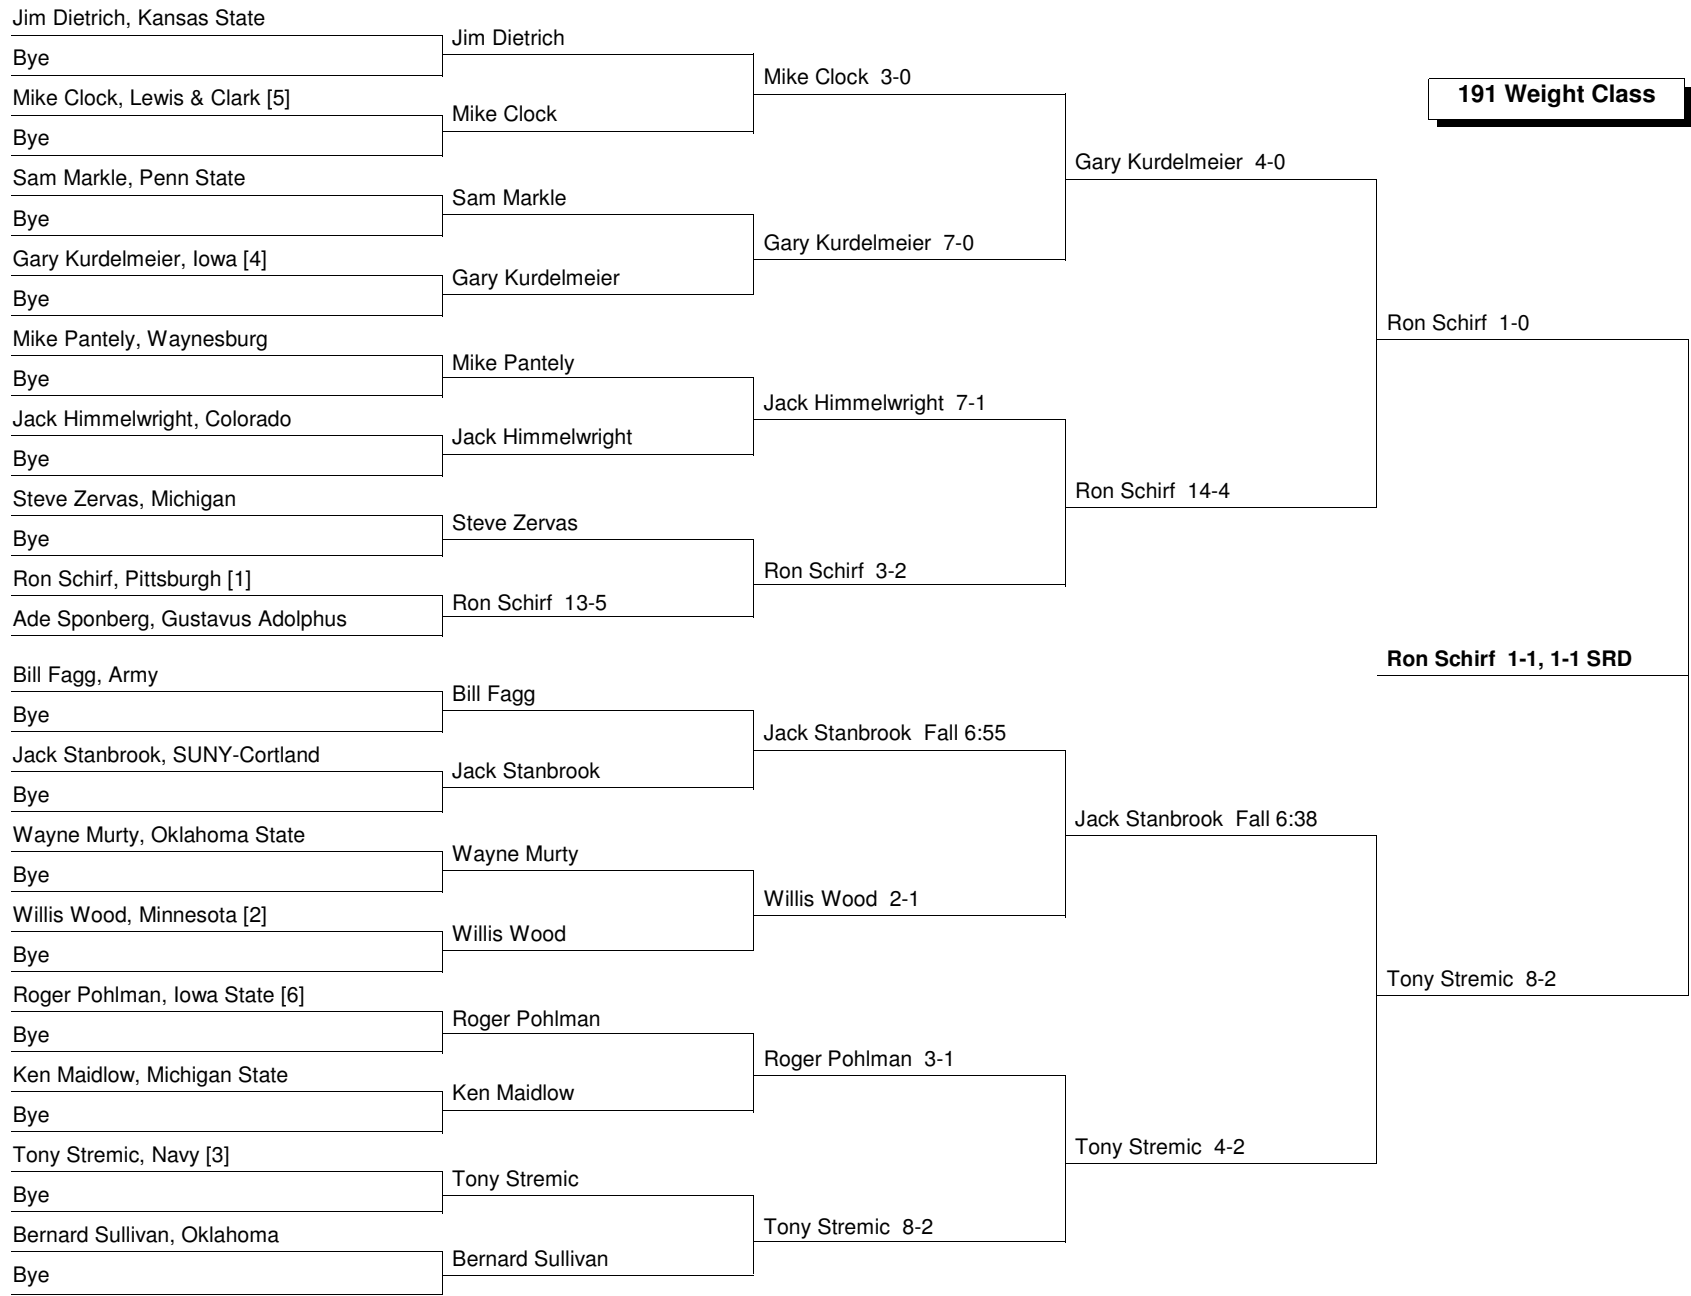 Jim Dietrich, Kansas State
Bye
Mike Clock, Lewis & Clark [5]
Bye
Sam Markle, Penn State
Bye
Gary Kurdelmeier, Iowa [4]
Bye
Mike Pantely, Waynesburg
Bye
Jack Himmelwright, Colorado
Bye
Steve Zervas, Michigan
Bye
Ron Schirf, Pittsburgh [1]
Ade Sponberg, Gustavus Adolphus
Bill Fagg, Army
Bye
Jack Stanbrook, SUNY-Cortland
Bye
Wayne Murty, Oklahoma State
Bye
Willis Wood, Minnesota [2]
Bye
Roger Pohlman, Iowa State [6]
Bye
Ken Maidlow, Michigan State
Bye
Tony Stremic, Navy [3]
Bye
Bernard Sullivan, Oklahoma
Bye
Jim Dietrich
Mike Clock
Sam Markle
Gary Kurdelmeier
Mike Pantely
Jack Himmelwright
Steve Zervas
Ron Schirf 13-5
Bill Fagg
Jack Stanbrook
Wayne Murty
Willis Wood
Roger Pohlman
Ken Maidlow
Tony Stremic
Bernard Sullivan
Mike Clock 3-0
Gary Kurdelmeier 7-0
Jack Himmelwright 7-1
Ron Schirf 3-2
Jack Stanbrook Fall 6:55
Willis Wood 2-1
Roger Pohlman 3-1
Tony Stremic 8-2
Gary Kurdelmeier 4-0
Ron Schirf 14-4
Jack Stanbrook Fall 6:38
Tony Stremic 4-2
191 Weight Class
Ron Schirf 1-0
Ron Schirf 1-1, 1-1 SRD
Tony Stremic 8-2